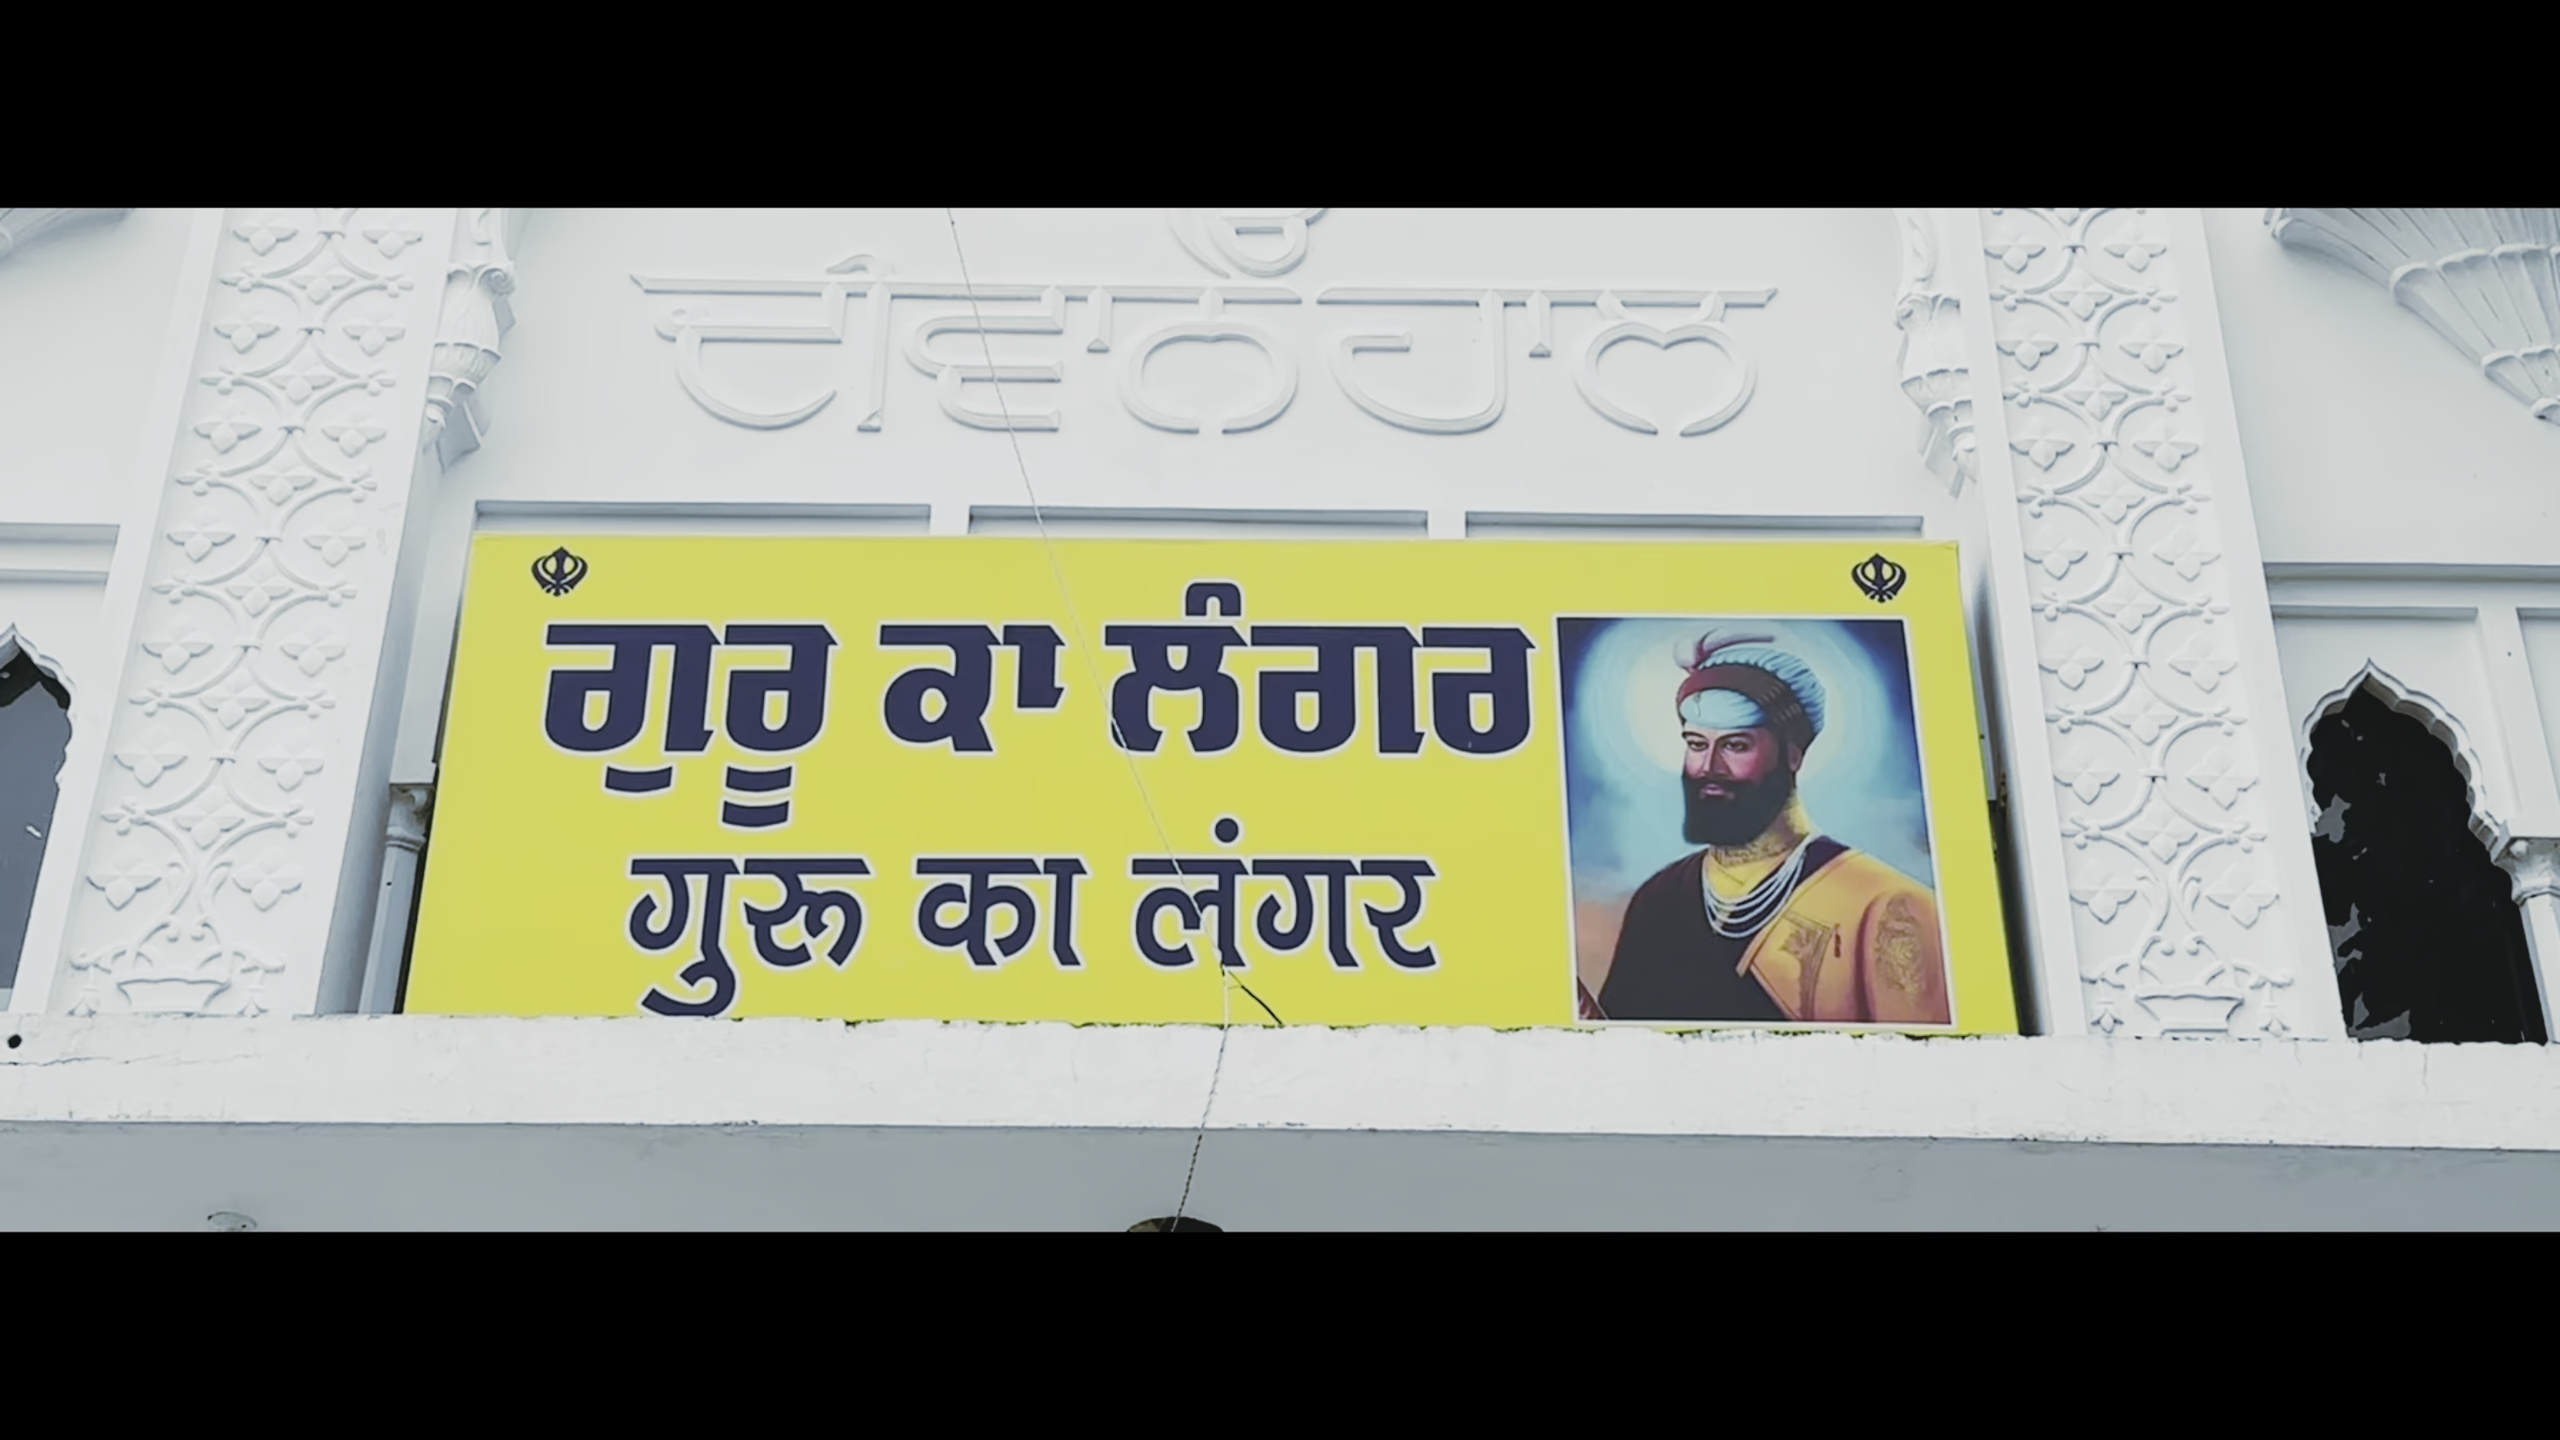 ੴ
ਦੀਵਾਨ ਹਾਲ
ਗੁਰੂ ਕਾ ਲੰਗਰ
गुरू का लंगर